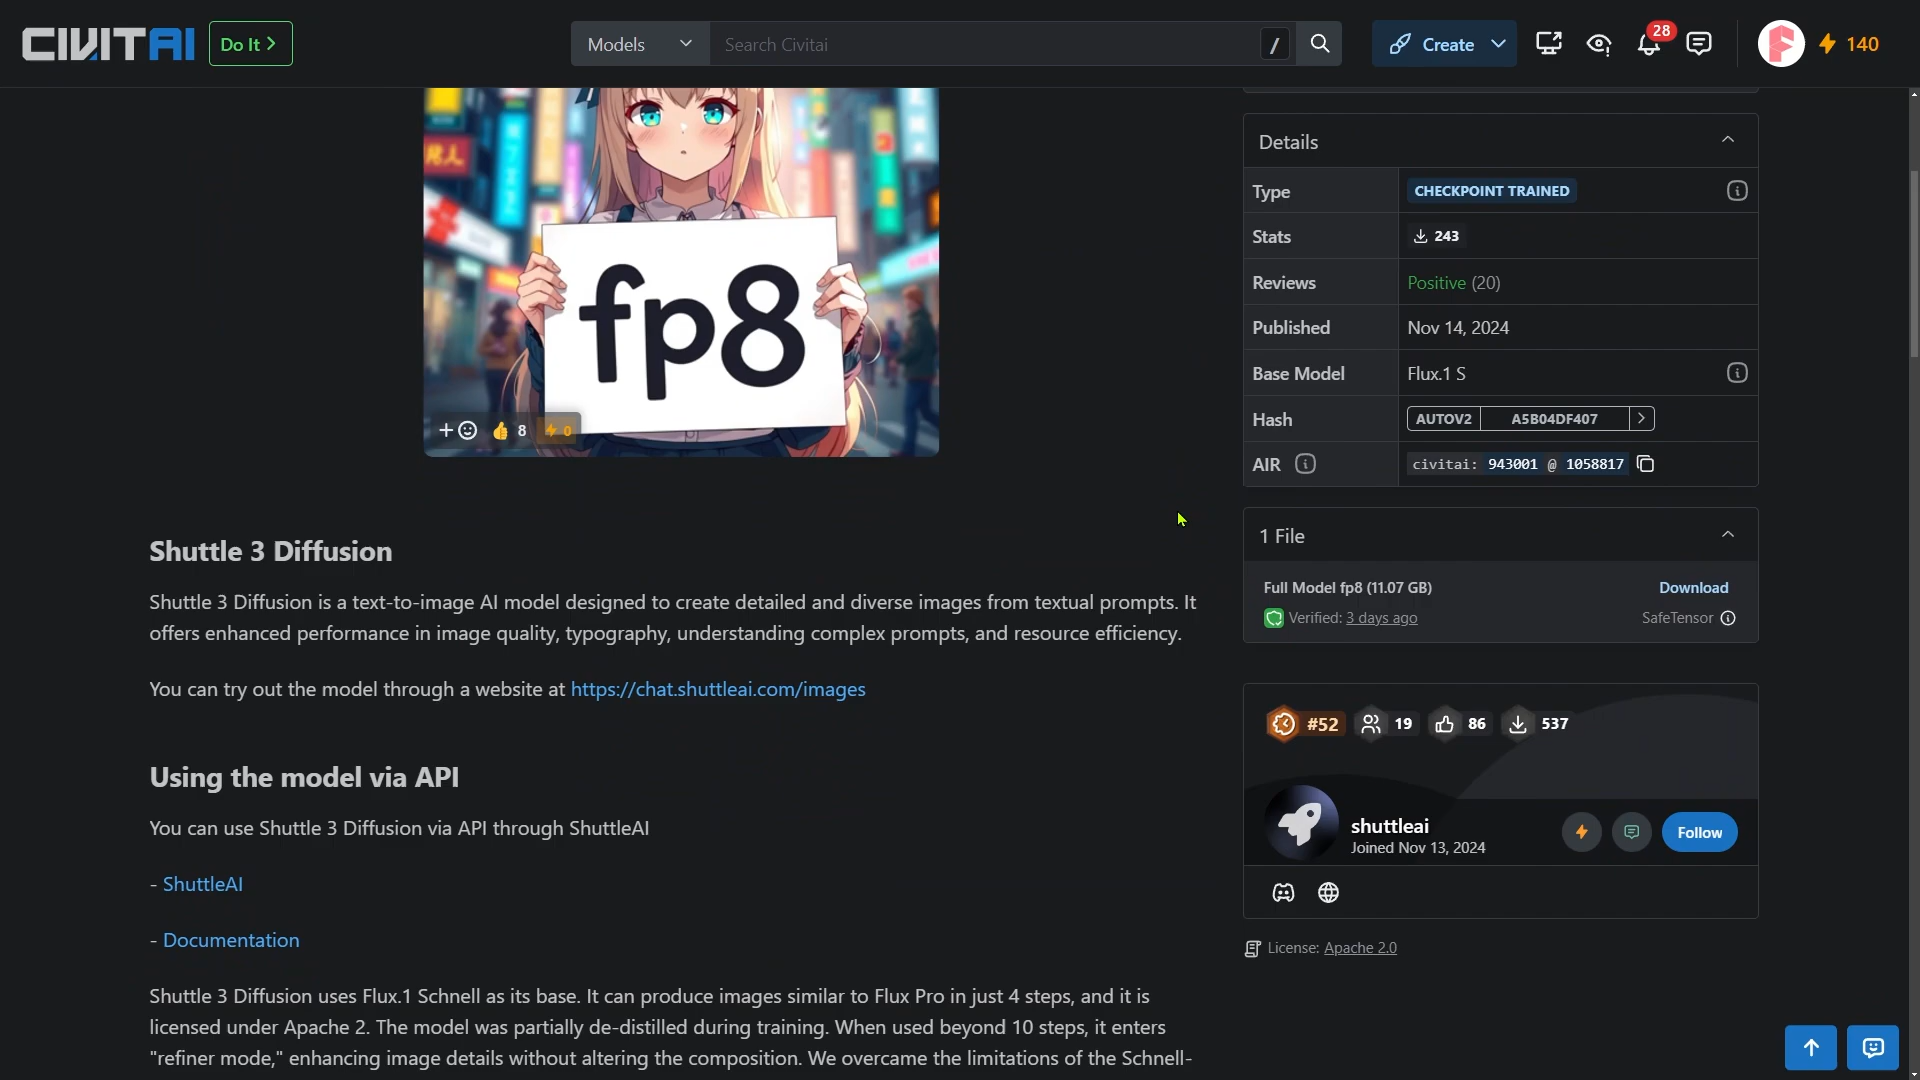 CIVITAI
Do It
Models
Search Civitai
/
Create
28
140
fp8
8
0
Details
Type
CHECKPOINT TRAINED
Stats
243
Reviews
Positive (20)
Published
Nov 14, 2024
Base Model
Flux.1 S
Hash
AUTOV2 A5B04DF407
AIR
civitai: 943001 @ 1058817
1 File
Full Model fp8 (11.07 GB)
Download
Verified: 3 days ago
SafeTensor
#52
19
86
537
shuttleai
Joined Nov 13, 2024
Follow
License: Apache 2.0
Shuttle 3 Diffusion
Shuttle 3 Diffusion is a text-to-image AI model designed to create detailed and diverse images from textual prompts. It
offers enhanced performance in image quality, typography, understanding complex prompts, and resource efficiency.
You can try out the model through a website at https://chat.shuttleai.com/images
Using the model via API
You can use Shuttle 3 Diffusion via API through ShuttleAI
- ShuttleAI
- Documentation
Shuttle 3 Diffusion uses Flux.1 Schnell as its base. It can produce images similar to Flux Pro in just 4 steps, and it is
licensed under Apache 2. The model was partially de-distilled during training. When used beyond 10 steps, it enters
"refiner mode," enhancing image details without altering the composition. We overcame the limitations of the Schnell-